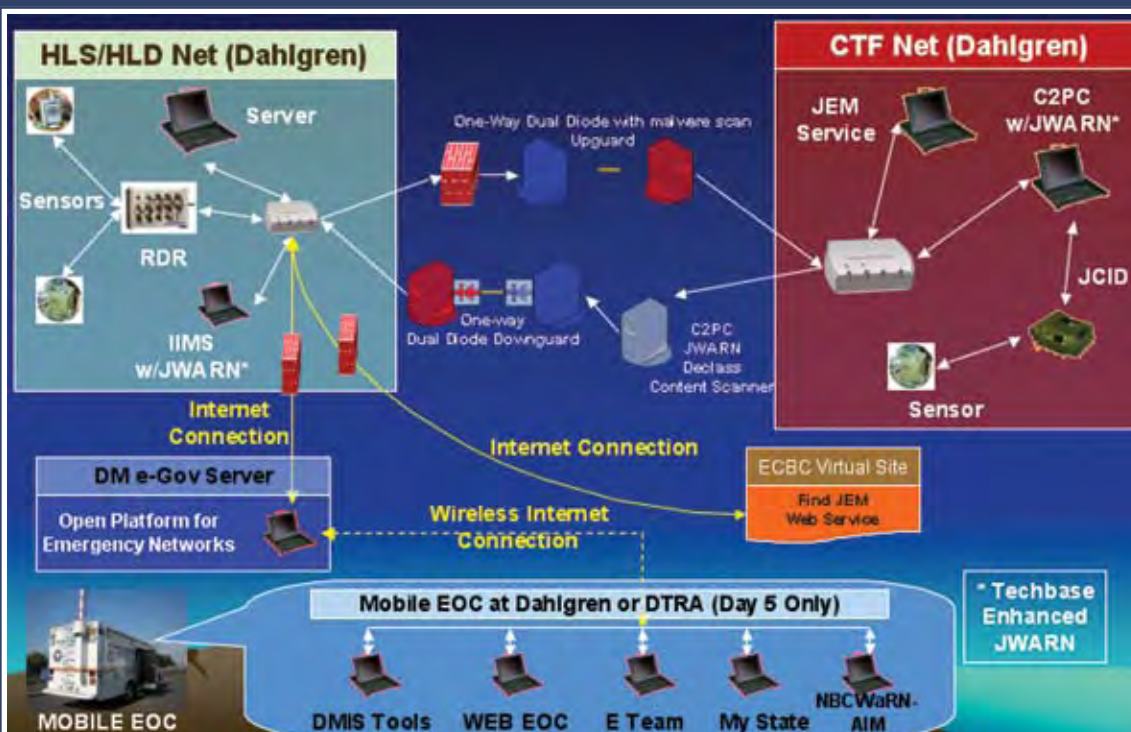 HLS/HLD Net (Dahlgren)
Server
Sensors
RDR
IIMS
w/JWARN*
One-Way Dual Diode with malware scan
Upguard
One-way
Dual Diode Downguard
C2PC
JWARN
Declass
Content Scanner
CTF Net (Dahlgren)
JEM
Service
C2PC
w/JWARN*
JCID
Sensor
Internet
Connection
Internet Connection
DM e-Gov Server
Open Platform for
Emergency Networks
Wireless Internet
Connection
ECBC Virtual Site
Find JEM
Web Service
Mobile EOC at Dahlgren or DTRA (Day 5 Only)
DMIS Tools
WEB EOC
E Team
My State
NBCWaRN-
AIM
MOBILE EOC
* Techbase
Enhanced
JWARN